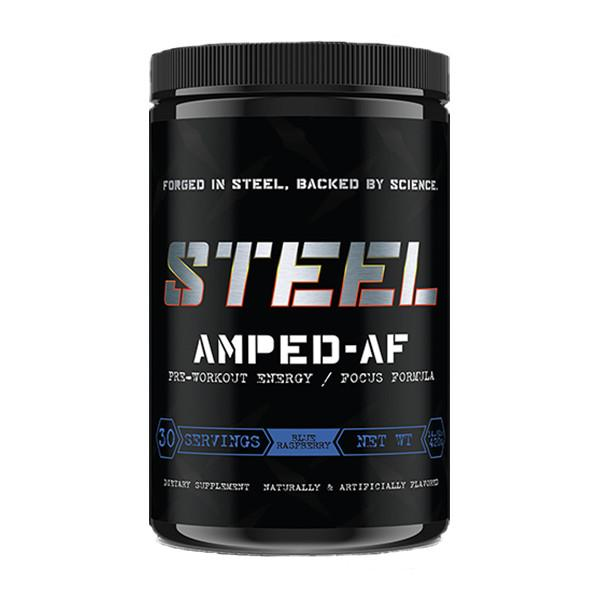 FORGED IN STEEL, BACKED BY SCIENCE.
STEEL
AMPED-AF
PRE-WORKOUT ENERGY / FOCUS FORMULA
30 SERVINGS BLUE RASPBERRY NET WT
DIETARY SUPPLEMENT NATURALLY & ARTIFICIALLY FLAVORED